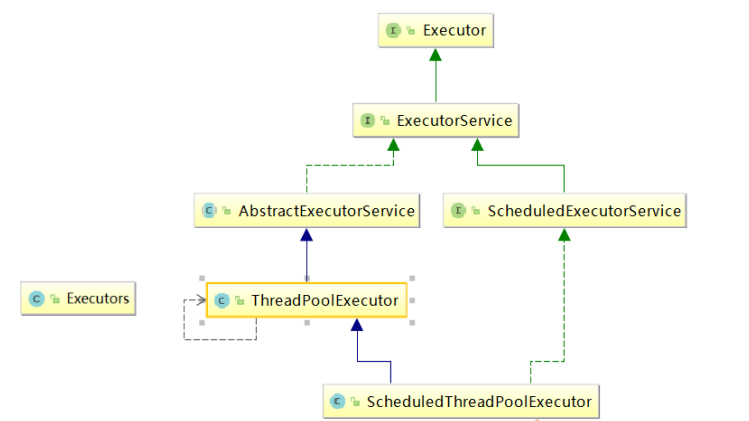 Executor
ExecutorService
AbstractExecutorService
ScheduledExecutorService
Executors
ThreadPoolExecutor
ScheduledThreadPoolExecutor